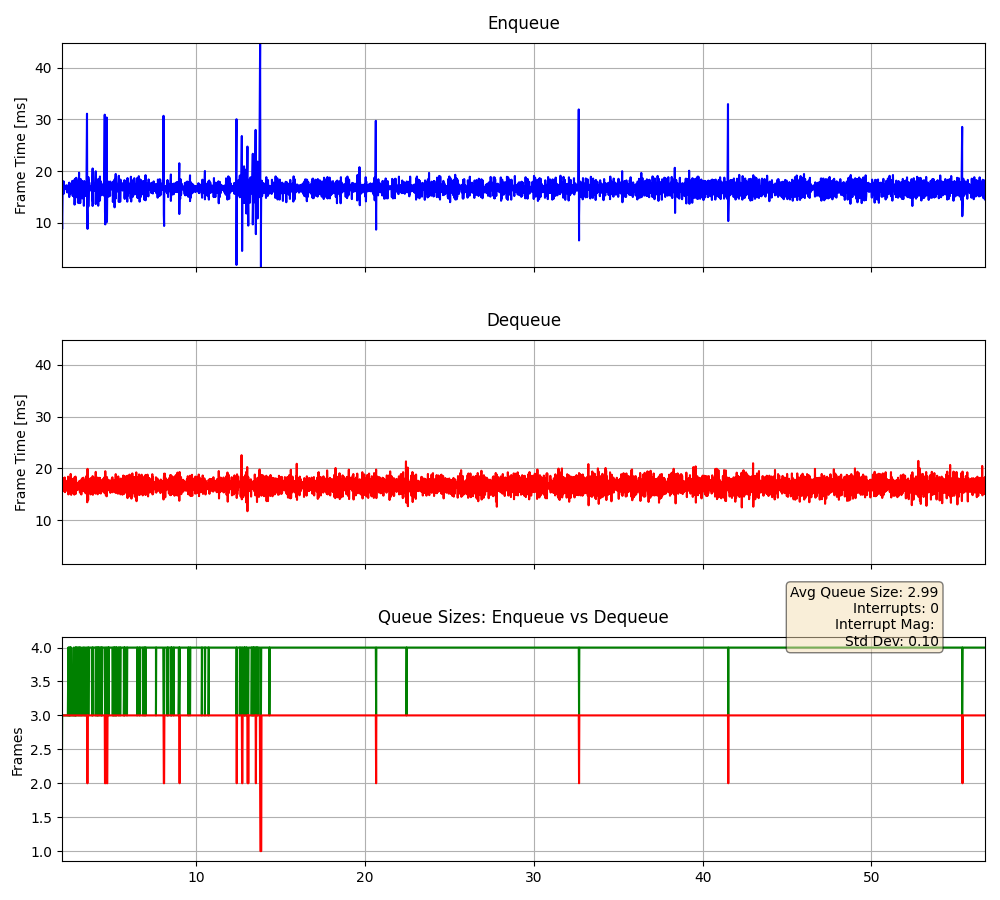 Enqueue
Frame Time [ms]
40
30
20
10
Dequeue
Frame Time [ms]
40
30
20
10
Avg Queue Size: 2.99
Interrupts: 0
Interrupt Mag:
Std Dev: 0.10
Queue Sizes: Enqueue vs Dequeue
Frames
4.0
3.5
3.0
2.5
2.0
1.5
1.0
10 20 30 40 50